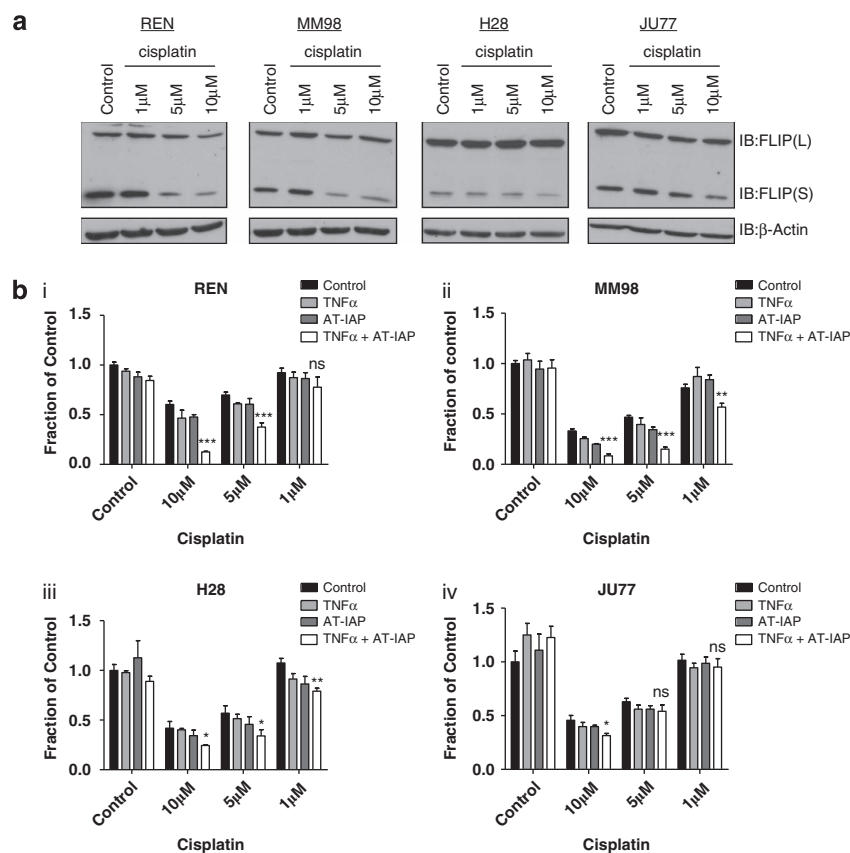 a
REN MM98 H28 JU77
cisplatin cisplatin cisplatin cisplatin
Control 1μM 5μM 10μM Control 1μM 5μM 10μM Control 1μM 5μM 10μM Control 1μM 5μM 10μM
IB:FLIP(L)
IB:FLIP(S)
IB:β-Actin
b
i
REN
Control
TNFα
AT-IAP
TNFα + AT-IAP
Fraction of Control
1.5
1.0
0.5
0.0
***
***
ns
Control 10μM 5μM 1μM
Cisplatin
ii
MM98
Control
TNFα
AT-IAP
TNFα + AT-IAP
Fraction of control
1.5
1.0
0.5
0.0
***
***
**
Control 10μM 5μM 1μM
Cisplatin
iii
H28
Control
TNFα
AT-IAP
TNFα + AT-IAP
Fraction of Control
1.5
1.0
0.5
0.0
*
*
**
Control 10μM 5μM 1μM
Cisplatin
iv
JU77
Control
TNFα
AT-IAP
TNFα + AT-IAP
Fraction of Control
1.5
1.0
0.5
0.0
*
ns
ns
Control 10μM 5μM 1μM
Cisplatin